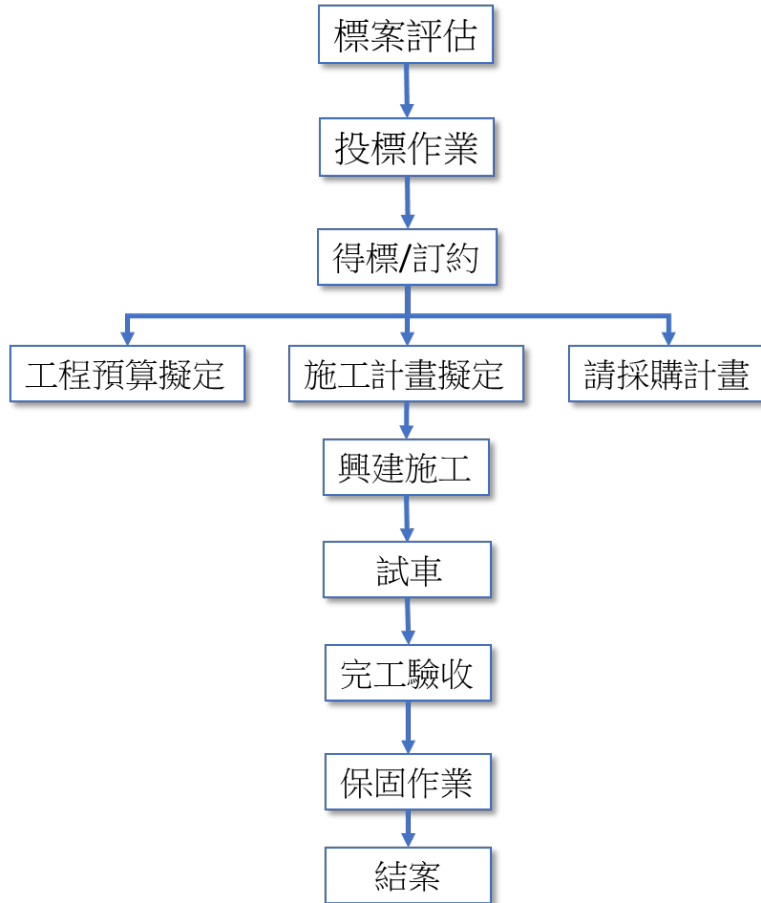 標案評估
投標作業
得標/訂約
工程預算擬定
施工計畫擬定
請採購計畫
興建施工
試車
完工驗收
保固作業
結案